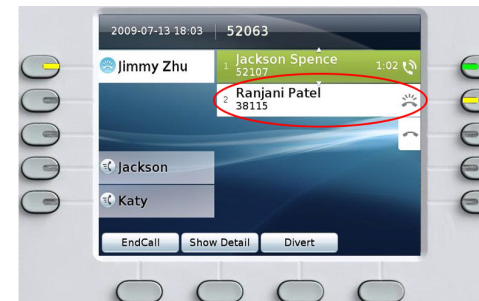 2009-07-13 18:03 52063
Jimmy Zhu
1 Jackson Spence 1:02
52107
2 Ranjani Patel
38115
Jackson
Katy
EndCall Show Detail Divert